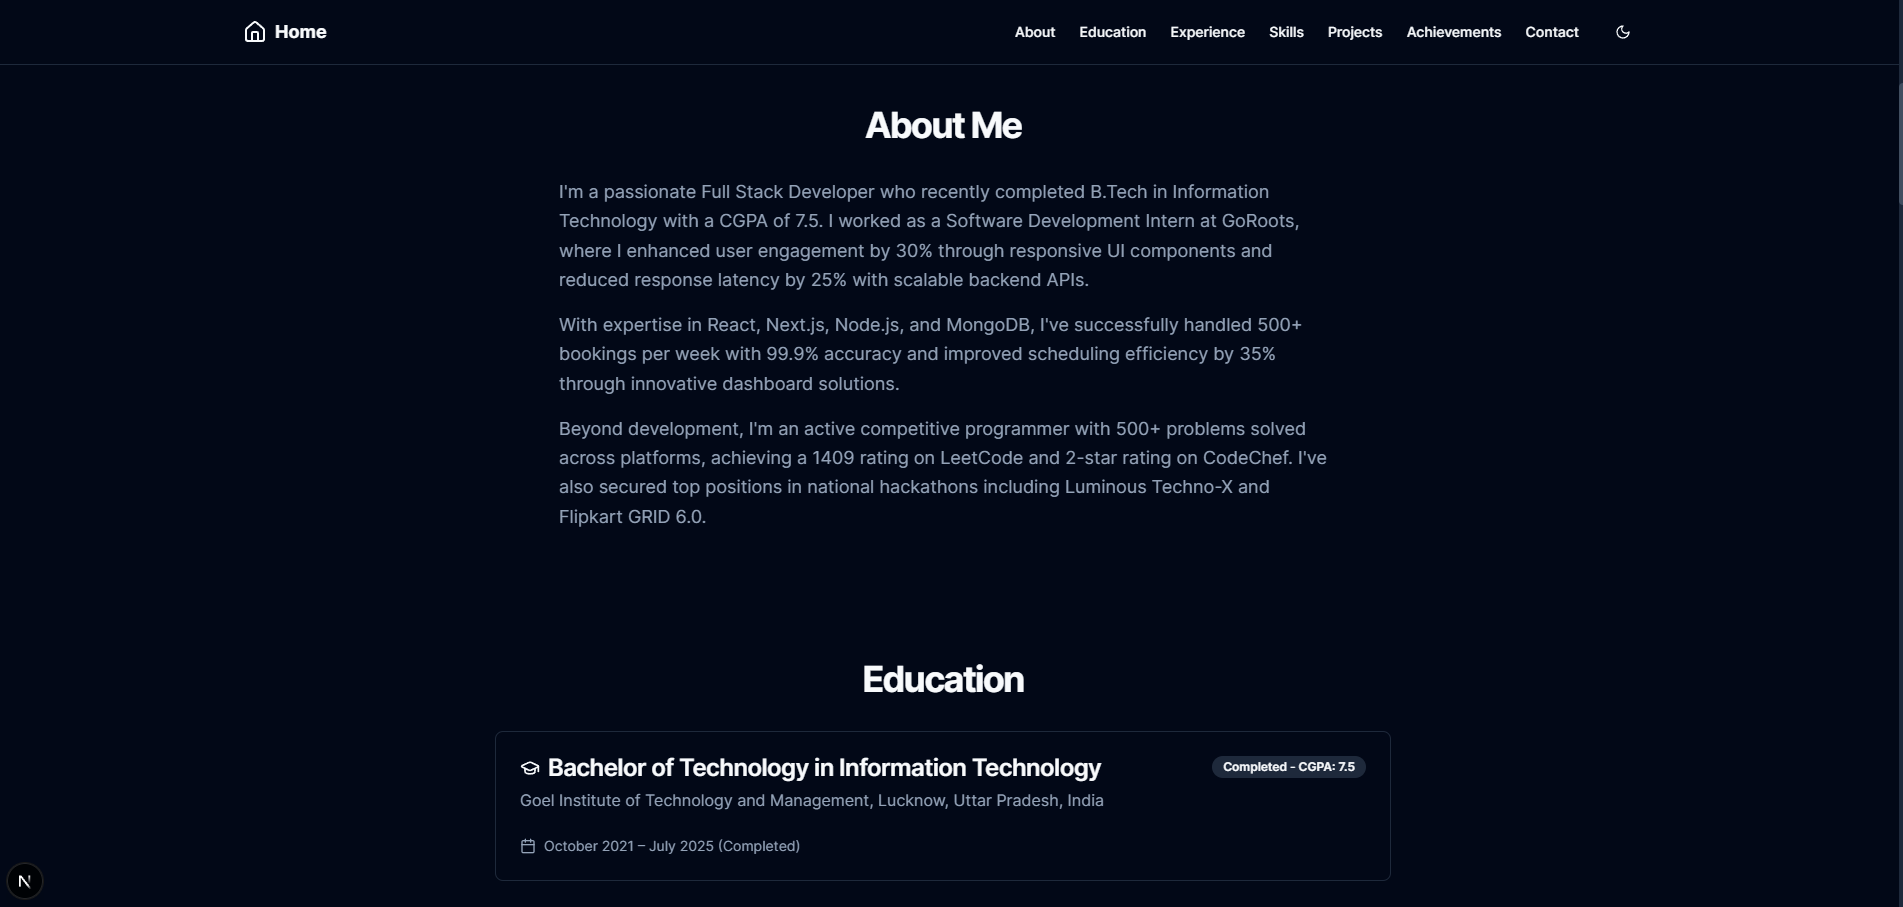 Home
About Education Experience Skills Projects Achievements Contact
About Me
I'm a passionate Full Stack Developer who recently completed B.Tech in Information
Technology with a CGPA of 7.5. I worked as a Software Development Intern at GoRoots,
where I enhanced user engagement by 30% through responsive UI components and
reduced response latency by 25% with scalable backend APIs.
With expertise in React, Next.js, Node.js, and MongoDB, I've successfully handled 500+
bookings per week with 99.9% accuracy and improved scheduling efficiency by 35%
through innovative dashboard solutions.
Beyond development, I'm an active competitive programmer with 500+ problems solved
across platforms, achieving a 1409 rating on LeetCode and 2-star rating on CodeChef. I've
also secured top positions in national hackathons including Luminous Techno-X and
Flipkart GRID 6.0.
Education
Bachelor of Technology in Information Technology
Completed - CGPA: 7.5
Goel Institute of Technology and Management, Lucknow, Uttar Pradesh, India
October 2021 – July 2025 (Completed)
N